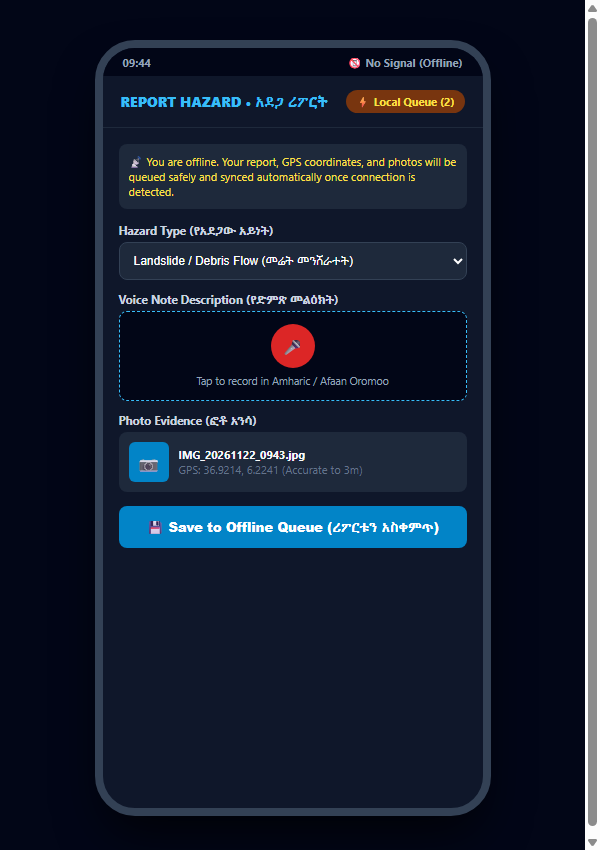 09:44
No Signal (Offline)
REPORT HAZARD • አደጋ ሪፖርት
Local Queue (2)
You are offline. Your report, GPS coordinates, and photos will be
queued safely and synced automatically once connection is
detected.
Hazard Type (የአደጋው አይነት)
Landslide / Debris Flow (መሬት መንሸራተት)
Voice Note Description (የድምጽ መልዕክት)
Tap to record in Amharic / Afaan Oromoo
Photo Evidence (ፎቶ አንሳ)
IMG_20261122_0943.jpg
GPS: 36.9214, 6.2241 (Accurate to 3m)
Save to Offline Queue (ሪፖርቱን አስቀምጥ)